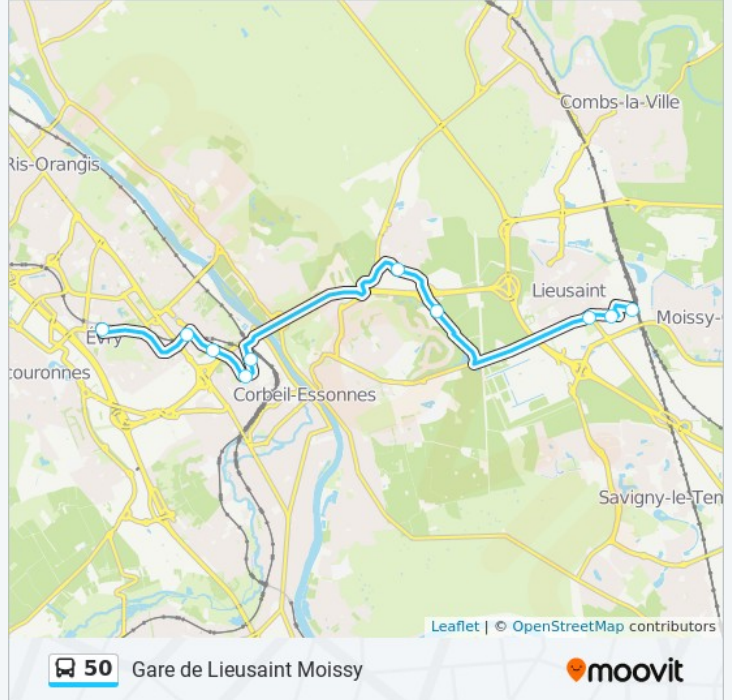 Combs-la-Ville
Ris-Orangis
Lieusaint
Moissy-
Évry
couronnes
Corbeil-Essonnes
Savigny-le-Tem
Leaflet | © OpenStreetMap contributors
50 Gare de Lieusaint Moissy
moovit